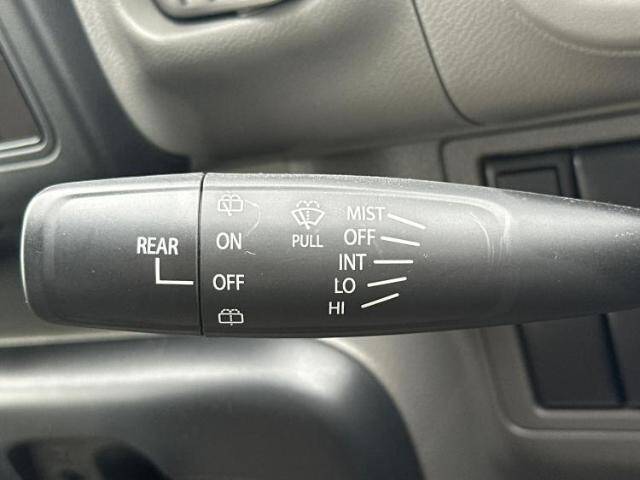 REAR
ON
OFF
PULL
MIST
OFF
INT
LO
HI